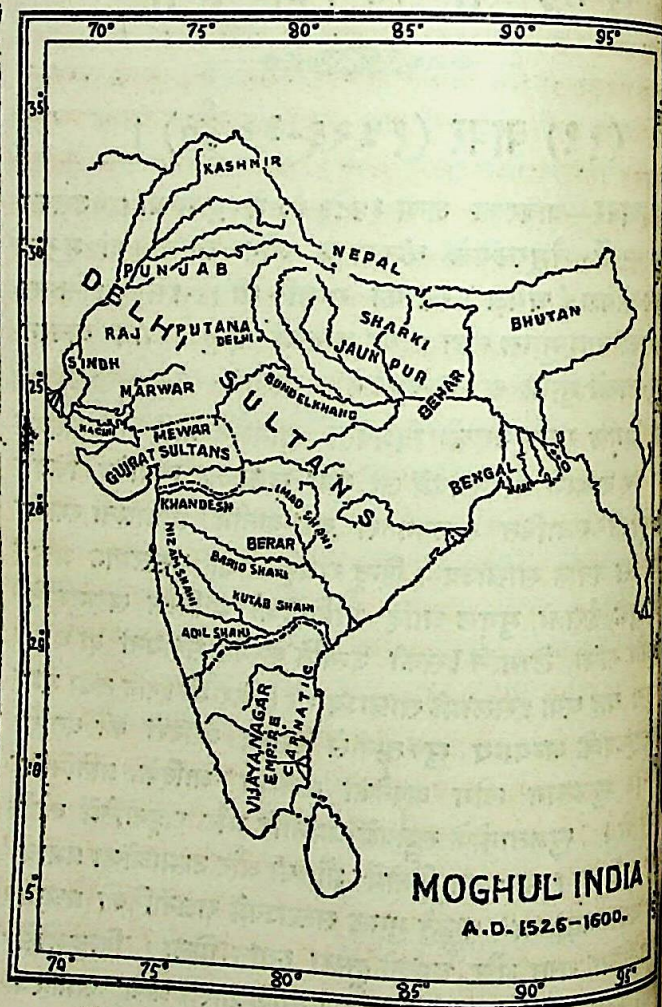 70° 75° 80° 85° 90° 95°
35°
KASHMIR
30°
NEPAL
PUNJAB
DELHI SULTANS
BHUTAN
SHARKI
RAJPUTANA
DELHI
JAUNPUR
SINDH
25°
MARWAR
BUNDELKHAND
BEHAR
KACHH
MEWAR
GUJRAT SULTANS
BENGAL
20°
KHANDESH
IMAD SHAHI
NIZAM SHAHI
BERAR
BARID SHAHI
KUTAB SHAHI
ADIL SHAHI
VIJAYANAGAR
EMPIRE
CARNATIC
10°
5°
MOGHUL INDIA
A.D. 1526-1600.
70° 75° 80° 85° 90° 95°